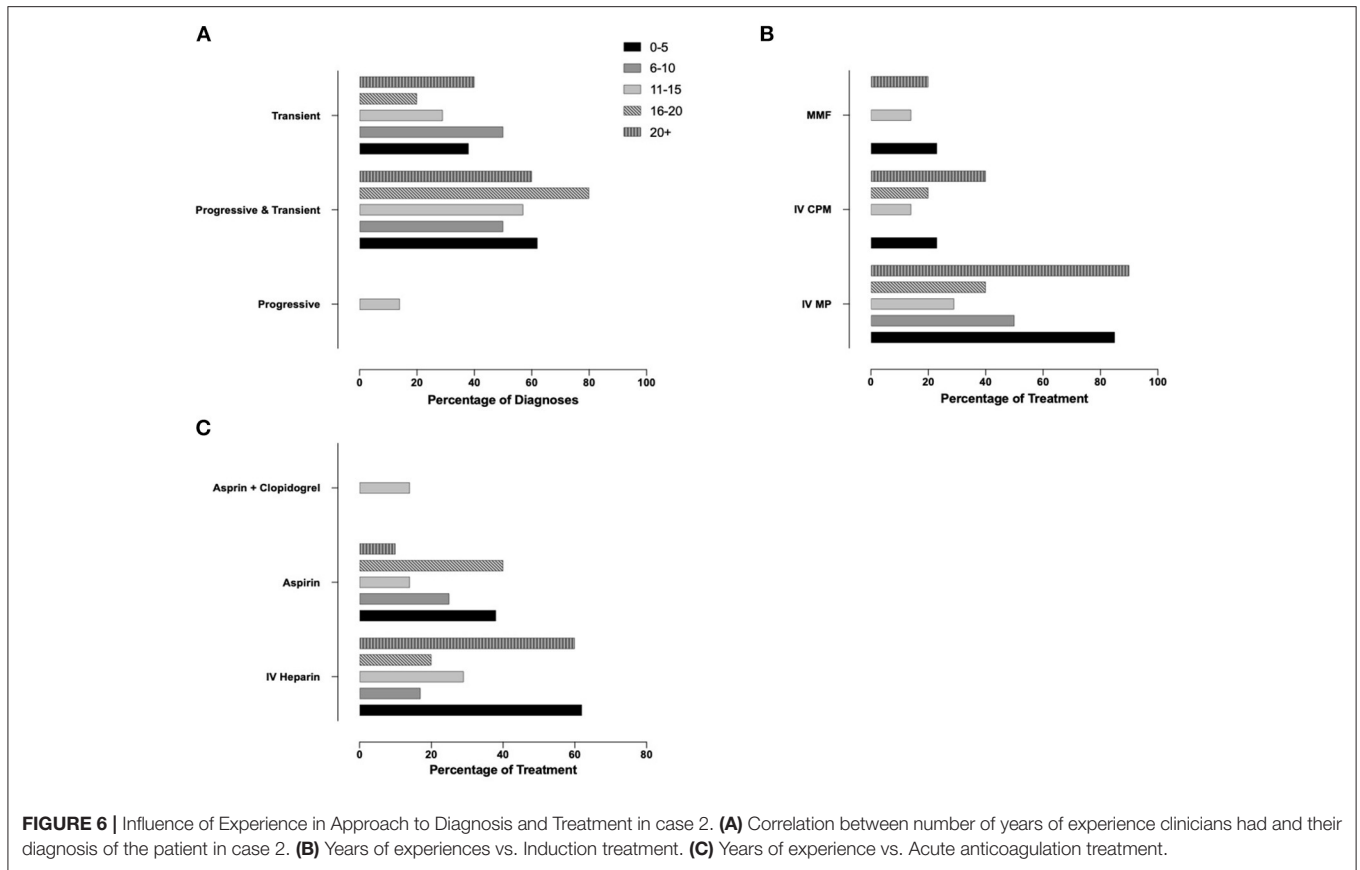 A
0-5
6-10
11-15
16-20
20+
Transient
Progressive & Transient
Progressive
0 20 40 60 80 100
Percentage of Diagnoses
B
MMF
IV CPM
IV MP
0 20 40 60 80 100
Percentage of Treatment
C
Asprin + Clopidogrel
Aspirin
IV Heparin
0 20 40 60 80
Percentage of Treatment
FIGURE 6 | Influence of Experience in Approach to Diagnosis and Treatment in case 2. (A) Correlation between number of years of experience clinicians had and their
diagnosis of the patient in case 2. (B) Years of experiences vs. Induction treatment. (C) Years of experience vs. Acute anticoagulation treatment.